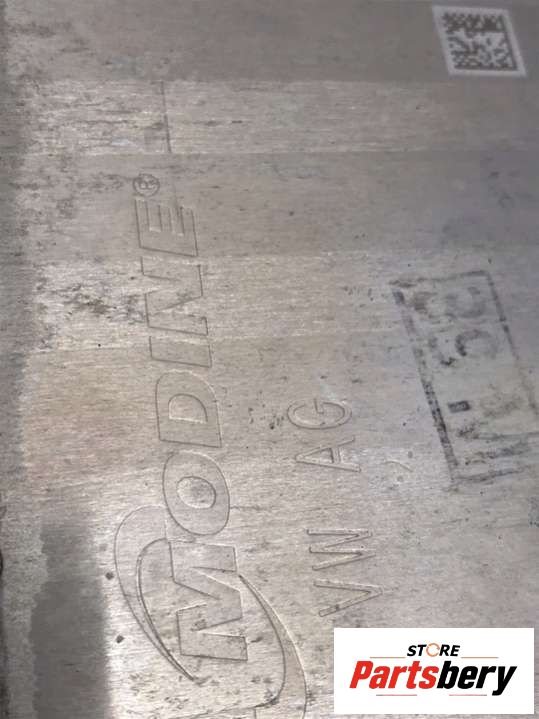 MODINE®
VW AG
STORE
Partsbery